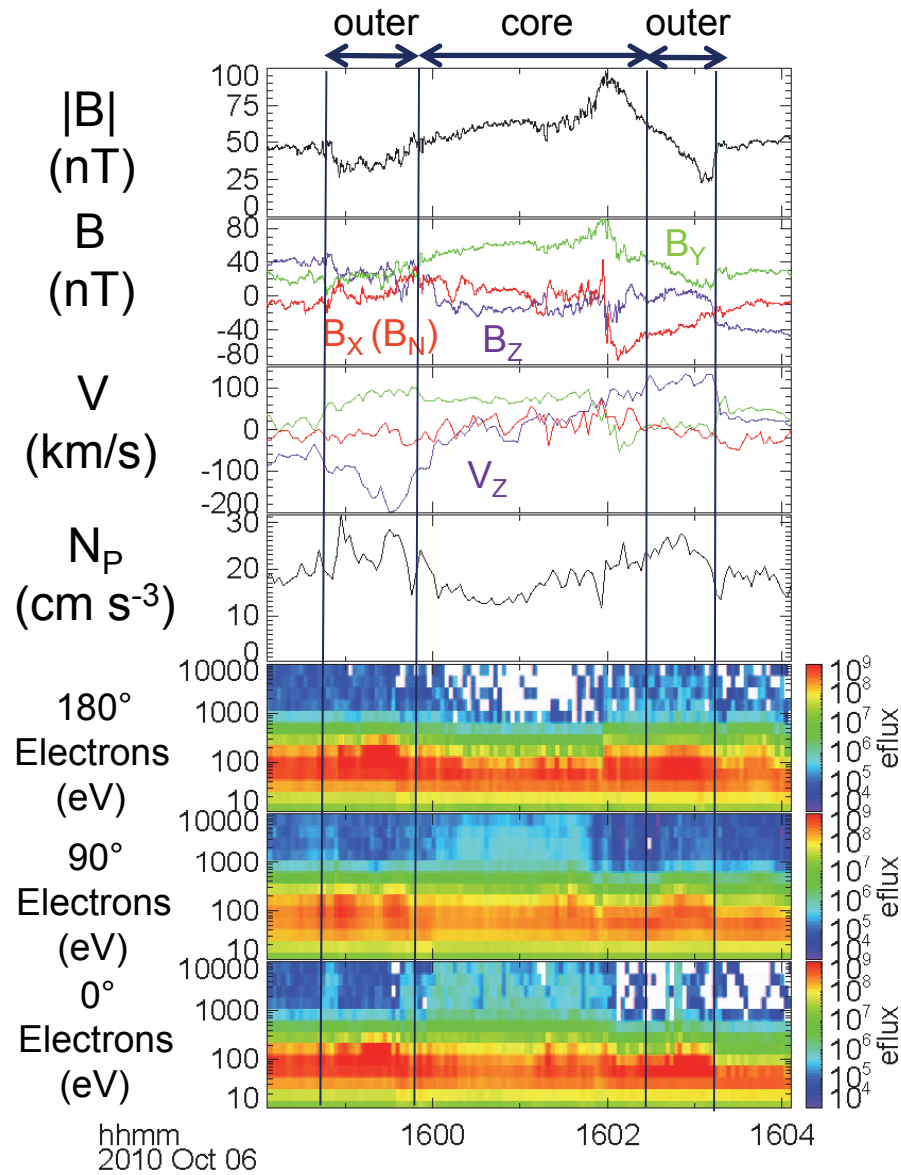 outer core outer
|B|
(nT)
100
75
50
25
0
B
(nT)
80
40
0
-40
-80
B_Y
B_X (B_N) B_Z
V
(km/s)
100
0
-100
-200
V_Z
N_P
(cm s^-3)
30
20
10
0
180°
Electrons
(eV)
10000
1000
100
10
10^9
10^8
10^7
10^6
10^5
10^4
eflux
90°
Electrons
(eV)
10000
1000
100
10
10^9
10^8
10^7
10^6
10^5
10^4
eflux
0°
Electrons
(eV)
10000
1000
100
10
10^9
10^8
10^7
10^6
10^5
10^4
eflux
hhmm 1600 1602 1604
2010 Oct 06